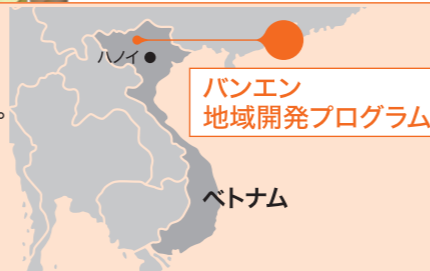 ハノイ
バンエン
地域開発プログラム
。
ベトナム